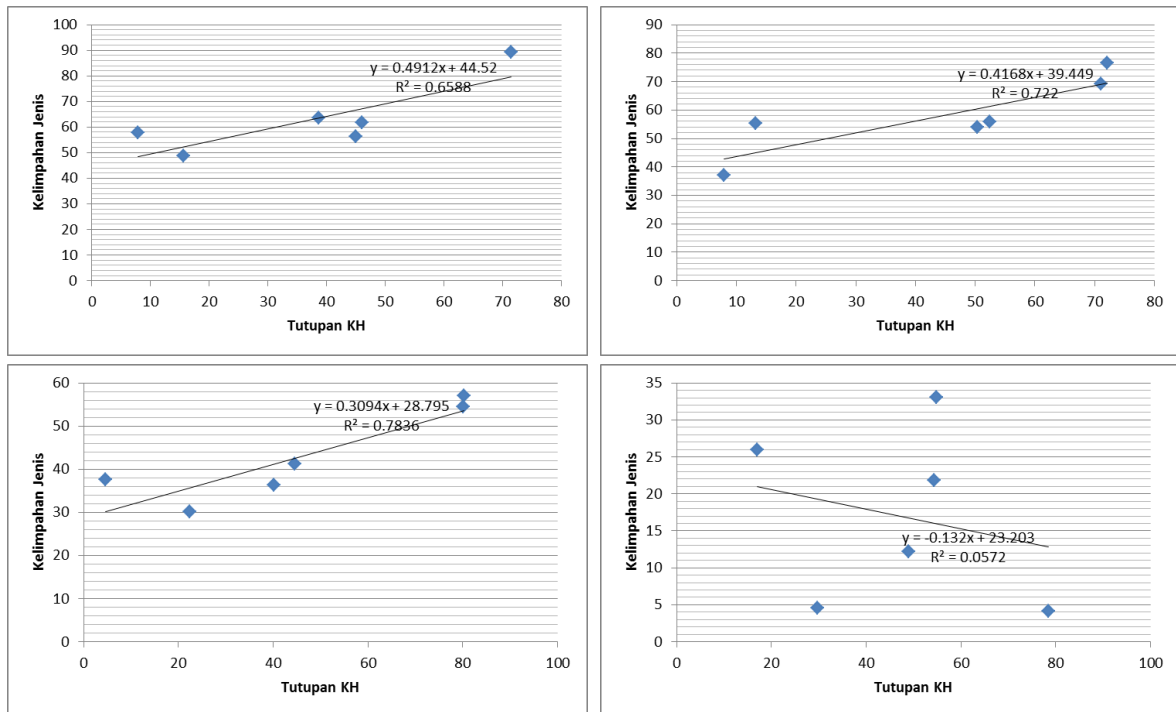 100
90
80
70
60
50
40
30
20
10
0
Kelimpahan Jenis
y = 0.4912x + 44.52
R² = 0.6588
0 10 20 30 40 50 60 70 80
Tutupan KH
90
80
70
60
50
40
30
20
10
0
Kelimpahan Jenis
y = 0.4168x + 39.449
R² = 0.722
0 10 20 30 40 50 60 70 80
Tutupan KH
60
50
40
30
20
10
0
Kelimpahan Jenis
y = 0.3094x + 28.795
R² = 0.7836
0 20 40 60 80 100
Tutupan KH
35
30
25
20
15
10
5
0
Kelimpahan Jenis
y = -0.132x + 23.203
R² = 0.0572
0 20 40 60 80 100
Tutupan KH